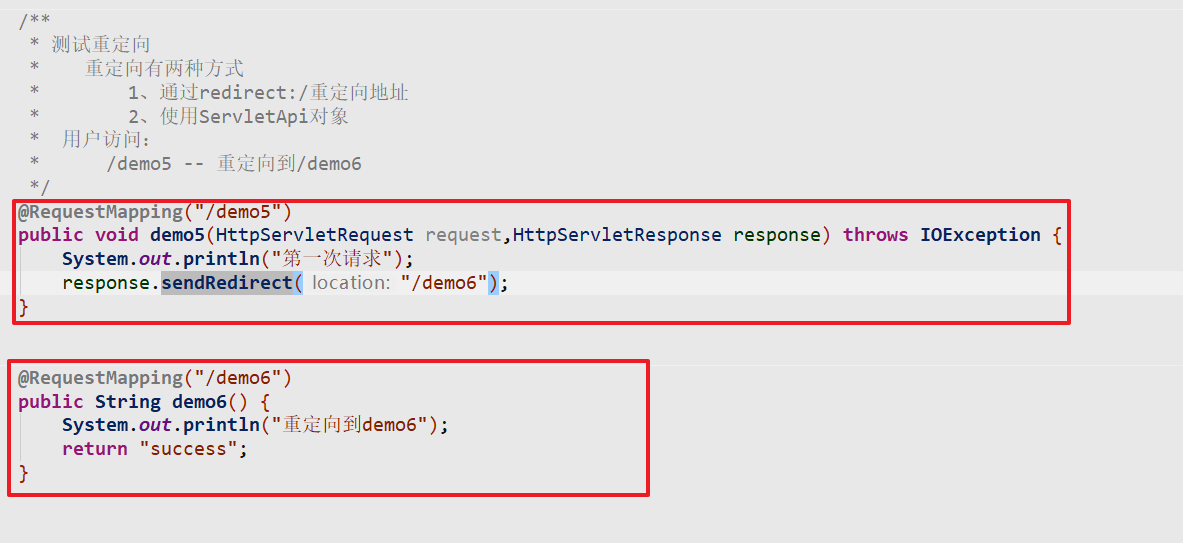 /**
 * 测试重定向
 *    重定向有两种方式
 *        1、通过redirect:/重定向地址
 *        2、使用ServletApi对象
 *  用户访问:
 *      /demo5 -- 重定向到/demo6
 */
@RequestMapping("/demo5")
public void demo5(HttpServletRequest request,HttpServletResponse response) throws IOException {
    System.out.println("第一次请求");
    response.sendRedirect( location: "/demo6");
}
@RequestMapping("/demo6")
public String demo6() {
    System.out.println("重定向到demo6");
    return "success";
}